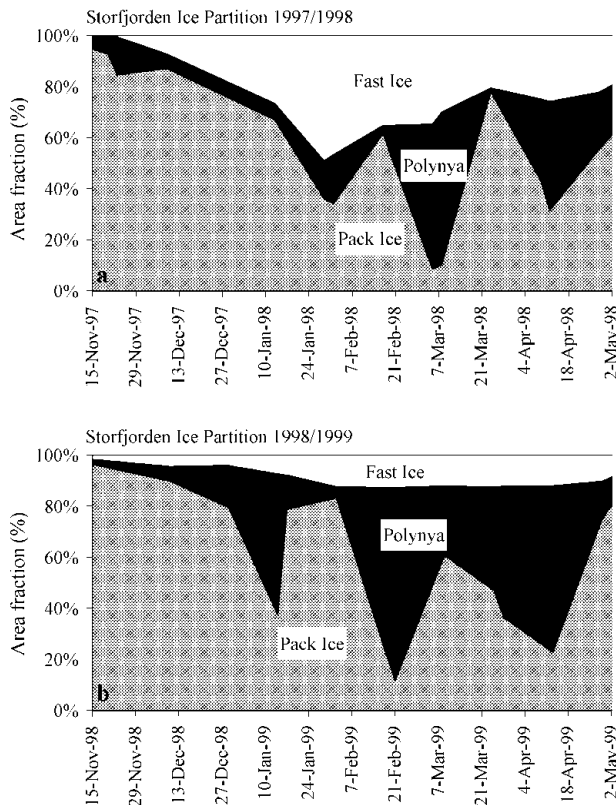 Storfjorden Ice Partition 1997/1998
100%
80%
60%
40%
20%
0%
Area fraction (%)
Fast Ice
Polynya
Pack Ice
a
15-Nov-97
29-Nov-97
13-Dec-97
27-Dec-97
10-Jan-98
24-Jan-98
7-Feb-98
21-Feb-98
7-Mar-98
21-Mar-98
4-Apr-98
18-Apr-98
2-May-98
Storfjorden Ice Partition 1998/1999
100%
80%
60%
40%
20%
0%
Area fraction (%)
Fast Ice
Polynya
Pack Ice
b
15-Nov-98
29-Nov-98
13-Dec-98
27-Dec-98
10-Jan-99
24-Jan-99
7-Feb-99
21-Feb-99
7-Mar-99
21-Mar-99
4-Apr-99
18-Apr-99
2-May-99